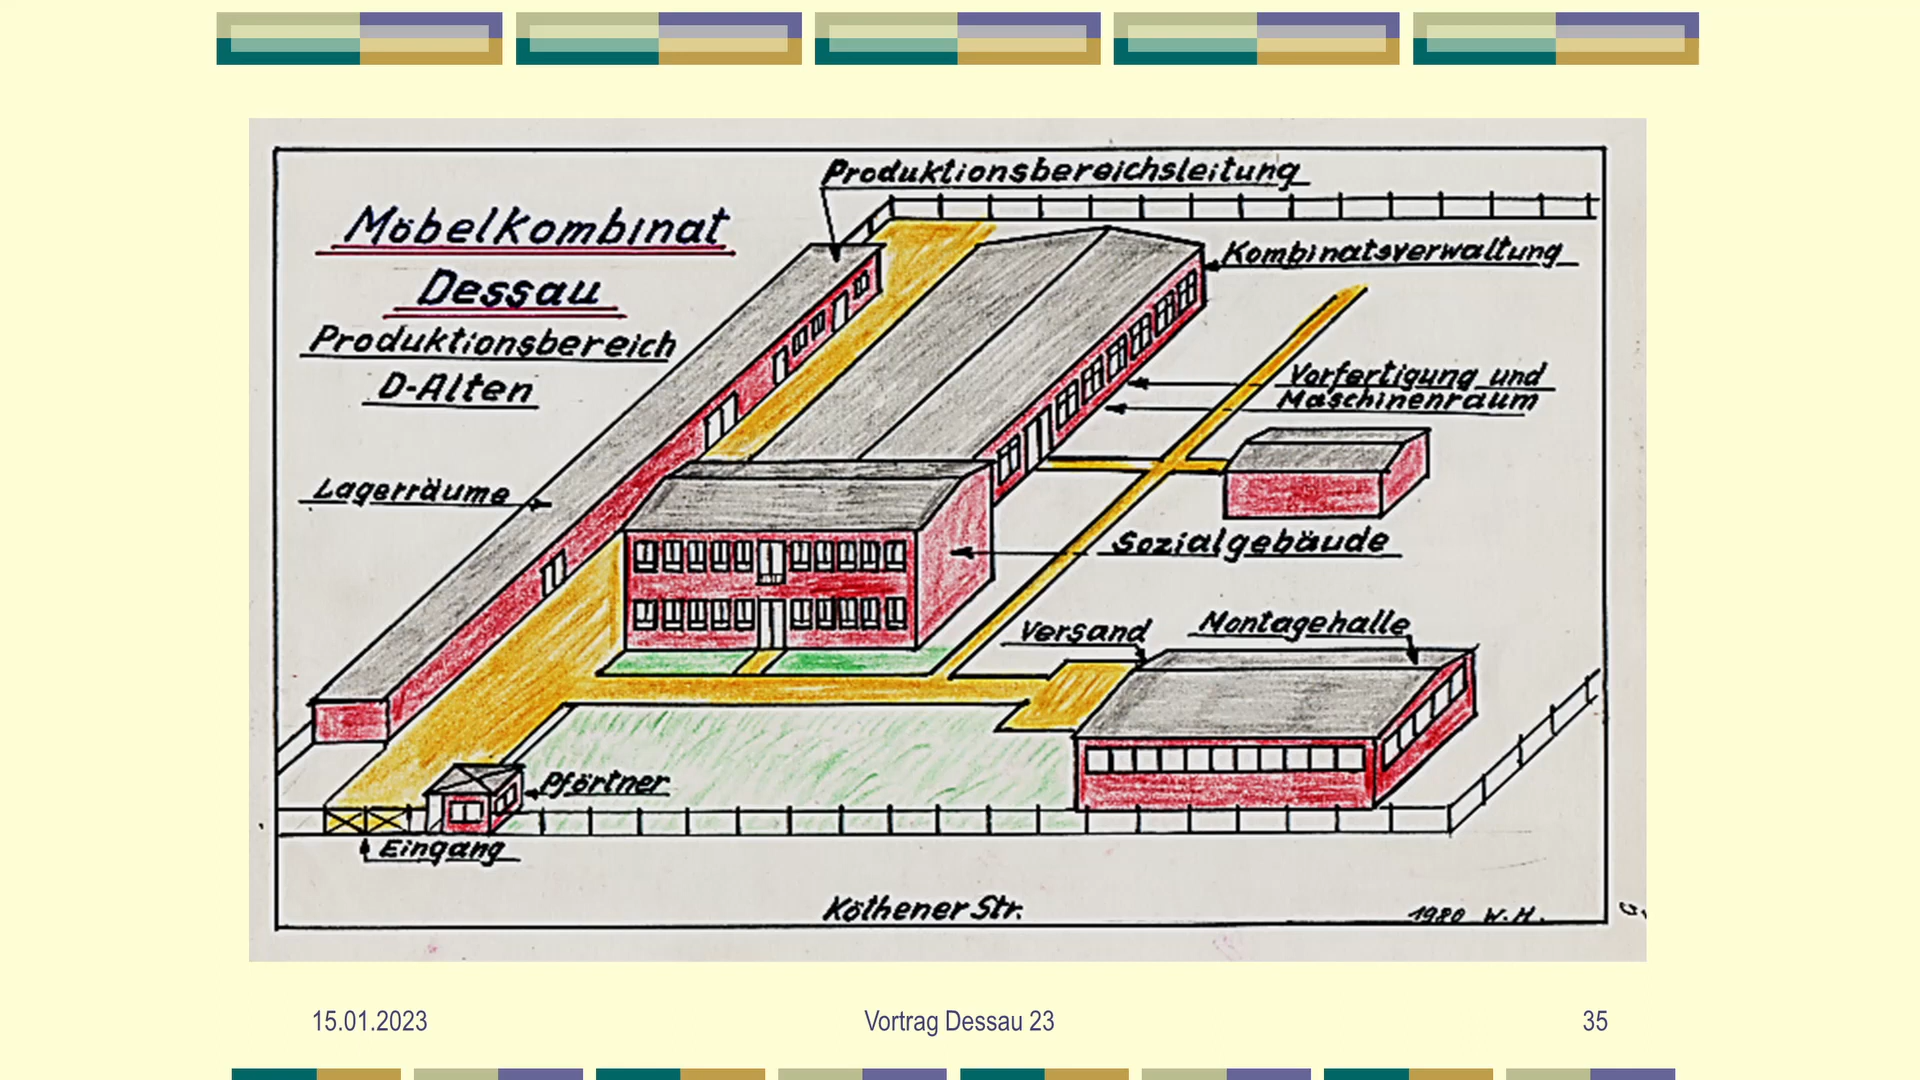 Produktionsbereichsleitung
Möbelkombinat
Dessau
Produktionsbereich
D-Alten
Kombinatsverwaltung
Vorfertigung und
Maschinenraum
Lagerräume
Sozialgebäude
Versand
Montagehalle
Pförtner
Eingang
Köthener Str.
1980 W.H.
15.01.2023
Vortrag Dessau 23
35